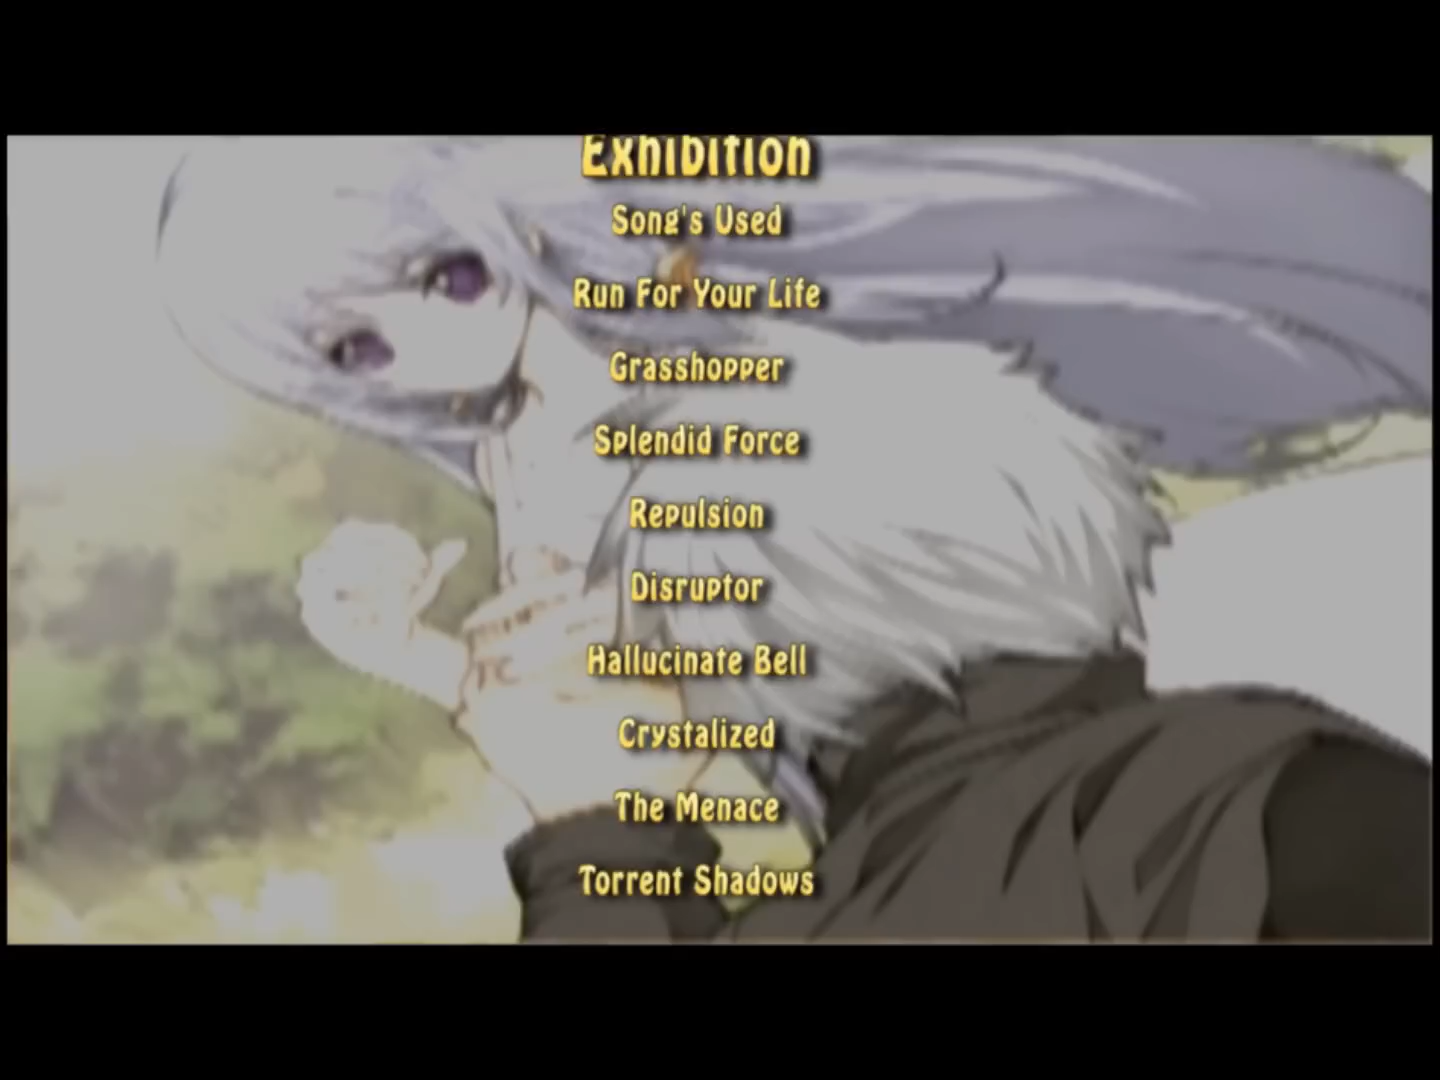 Exhibition
Song's Used
Run For Your Life
Grasshopper
Splendid Force
Repulsion
Disruptor
Hallucinate Bell
Crystalized
The Menace
Torrent Shadows